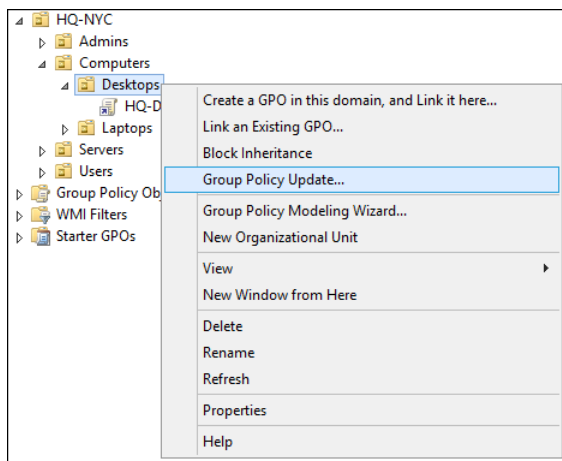 HQ-NYC
Admins
Computers
Desktops
HQ-D
Laptops
Servers
Users
Group Policy Ob
WMI Filters
Starter GPOs
Create a GPO in this domain, and Link it here...
Link an Existing GPO...
Block Inheritance
Group Policy Update...
Group Policy Modeling Wizard...
New Organizational Unit
View
New Window from Here
Delete
Rename
Refresh
Properties
Help